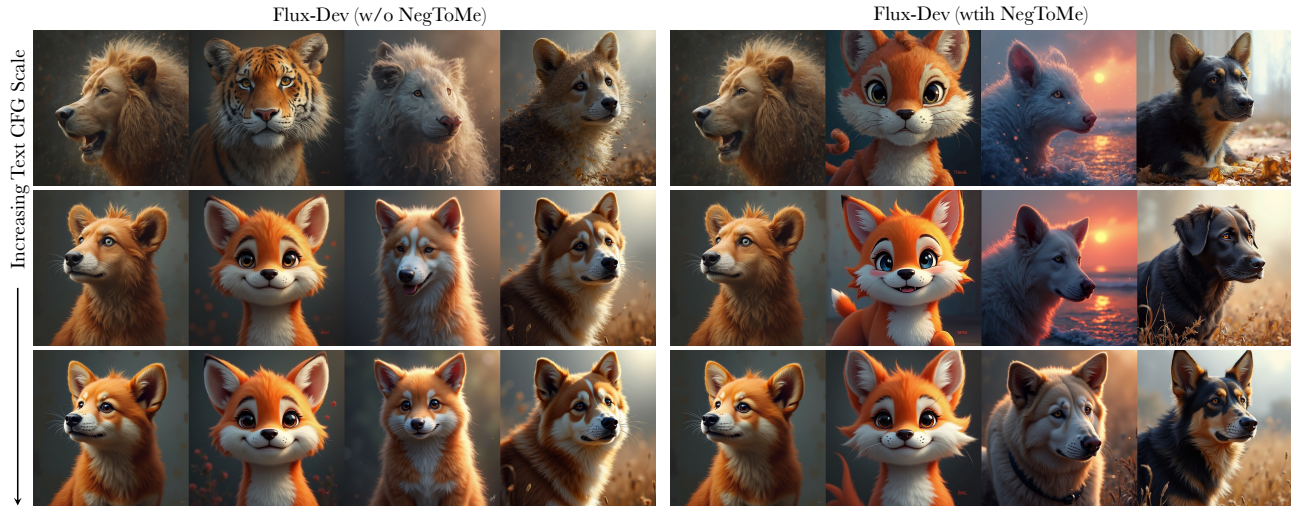 Flux-Dev (w/o NegToMe)
Flux-Dev (wtih NegToMe)
Increasing Text CFG Scale